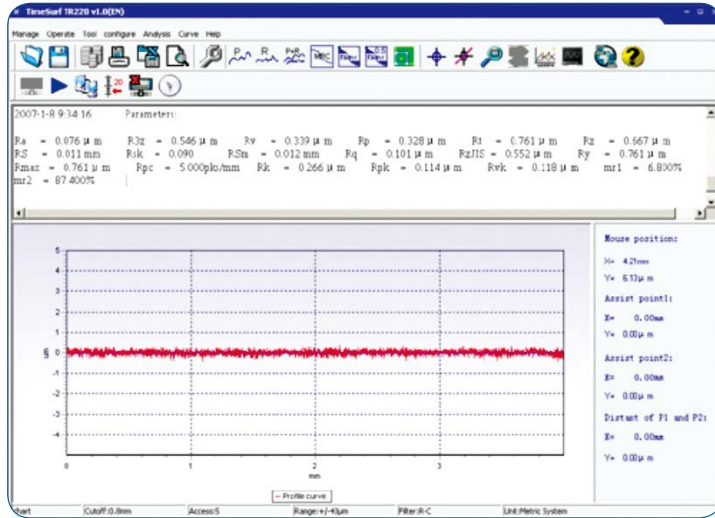 TimeSurf TR220 v1.0(EN)
Manage Operate Tool configure Analysis Curve Help
P R P+R
MRC
20
2007-1-8 9:34:16 Parameters:
Ra = 0.076 μ m R3z = 0.546 μ m Rv = 0.339 μ m Rp = 0.328 μ m Rt = 0.761 μ m Rz = 0.667 μ m
RS = 0.011 mm Rsk = 0.090 RSm = 0.012 mm Rq = 0.101 μ m RzJIS = 0.552 μ m Ry = 0.761 μ m
Rmax = 0.761 μ m Rpc = 5.000pks/mm Rk = 0.266 μ m Rpk = 0.114 μ m Rvk = 0.118 μ m mr1 = 6.800%
mr2 = 87.400%
Mouse position:
X= 4.21mm
Y= 6.13μ m
Assist point1:
X= 0.00mm
Y= 0.00μ m
Assist point2:
X= 0.00mm
Y= 0.00μ m
Distant of P1 and P2:
X= 0.00mm
Y= 0.00μ m
5
4
3
2
1
μm 0
-1
-2
-3
-4
0 1 2 3
mm
Profile curve
chart Cutoff:0.8mm Access:5 Range:+/-40μm Filter:R-C Unit:Metric System